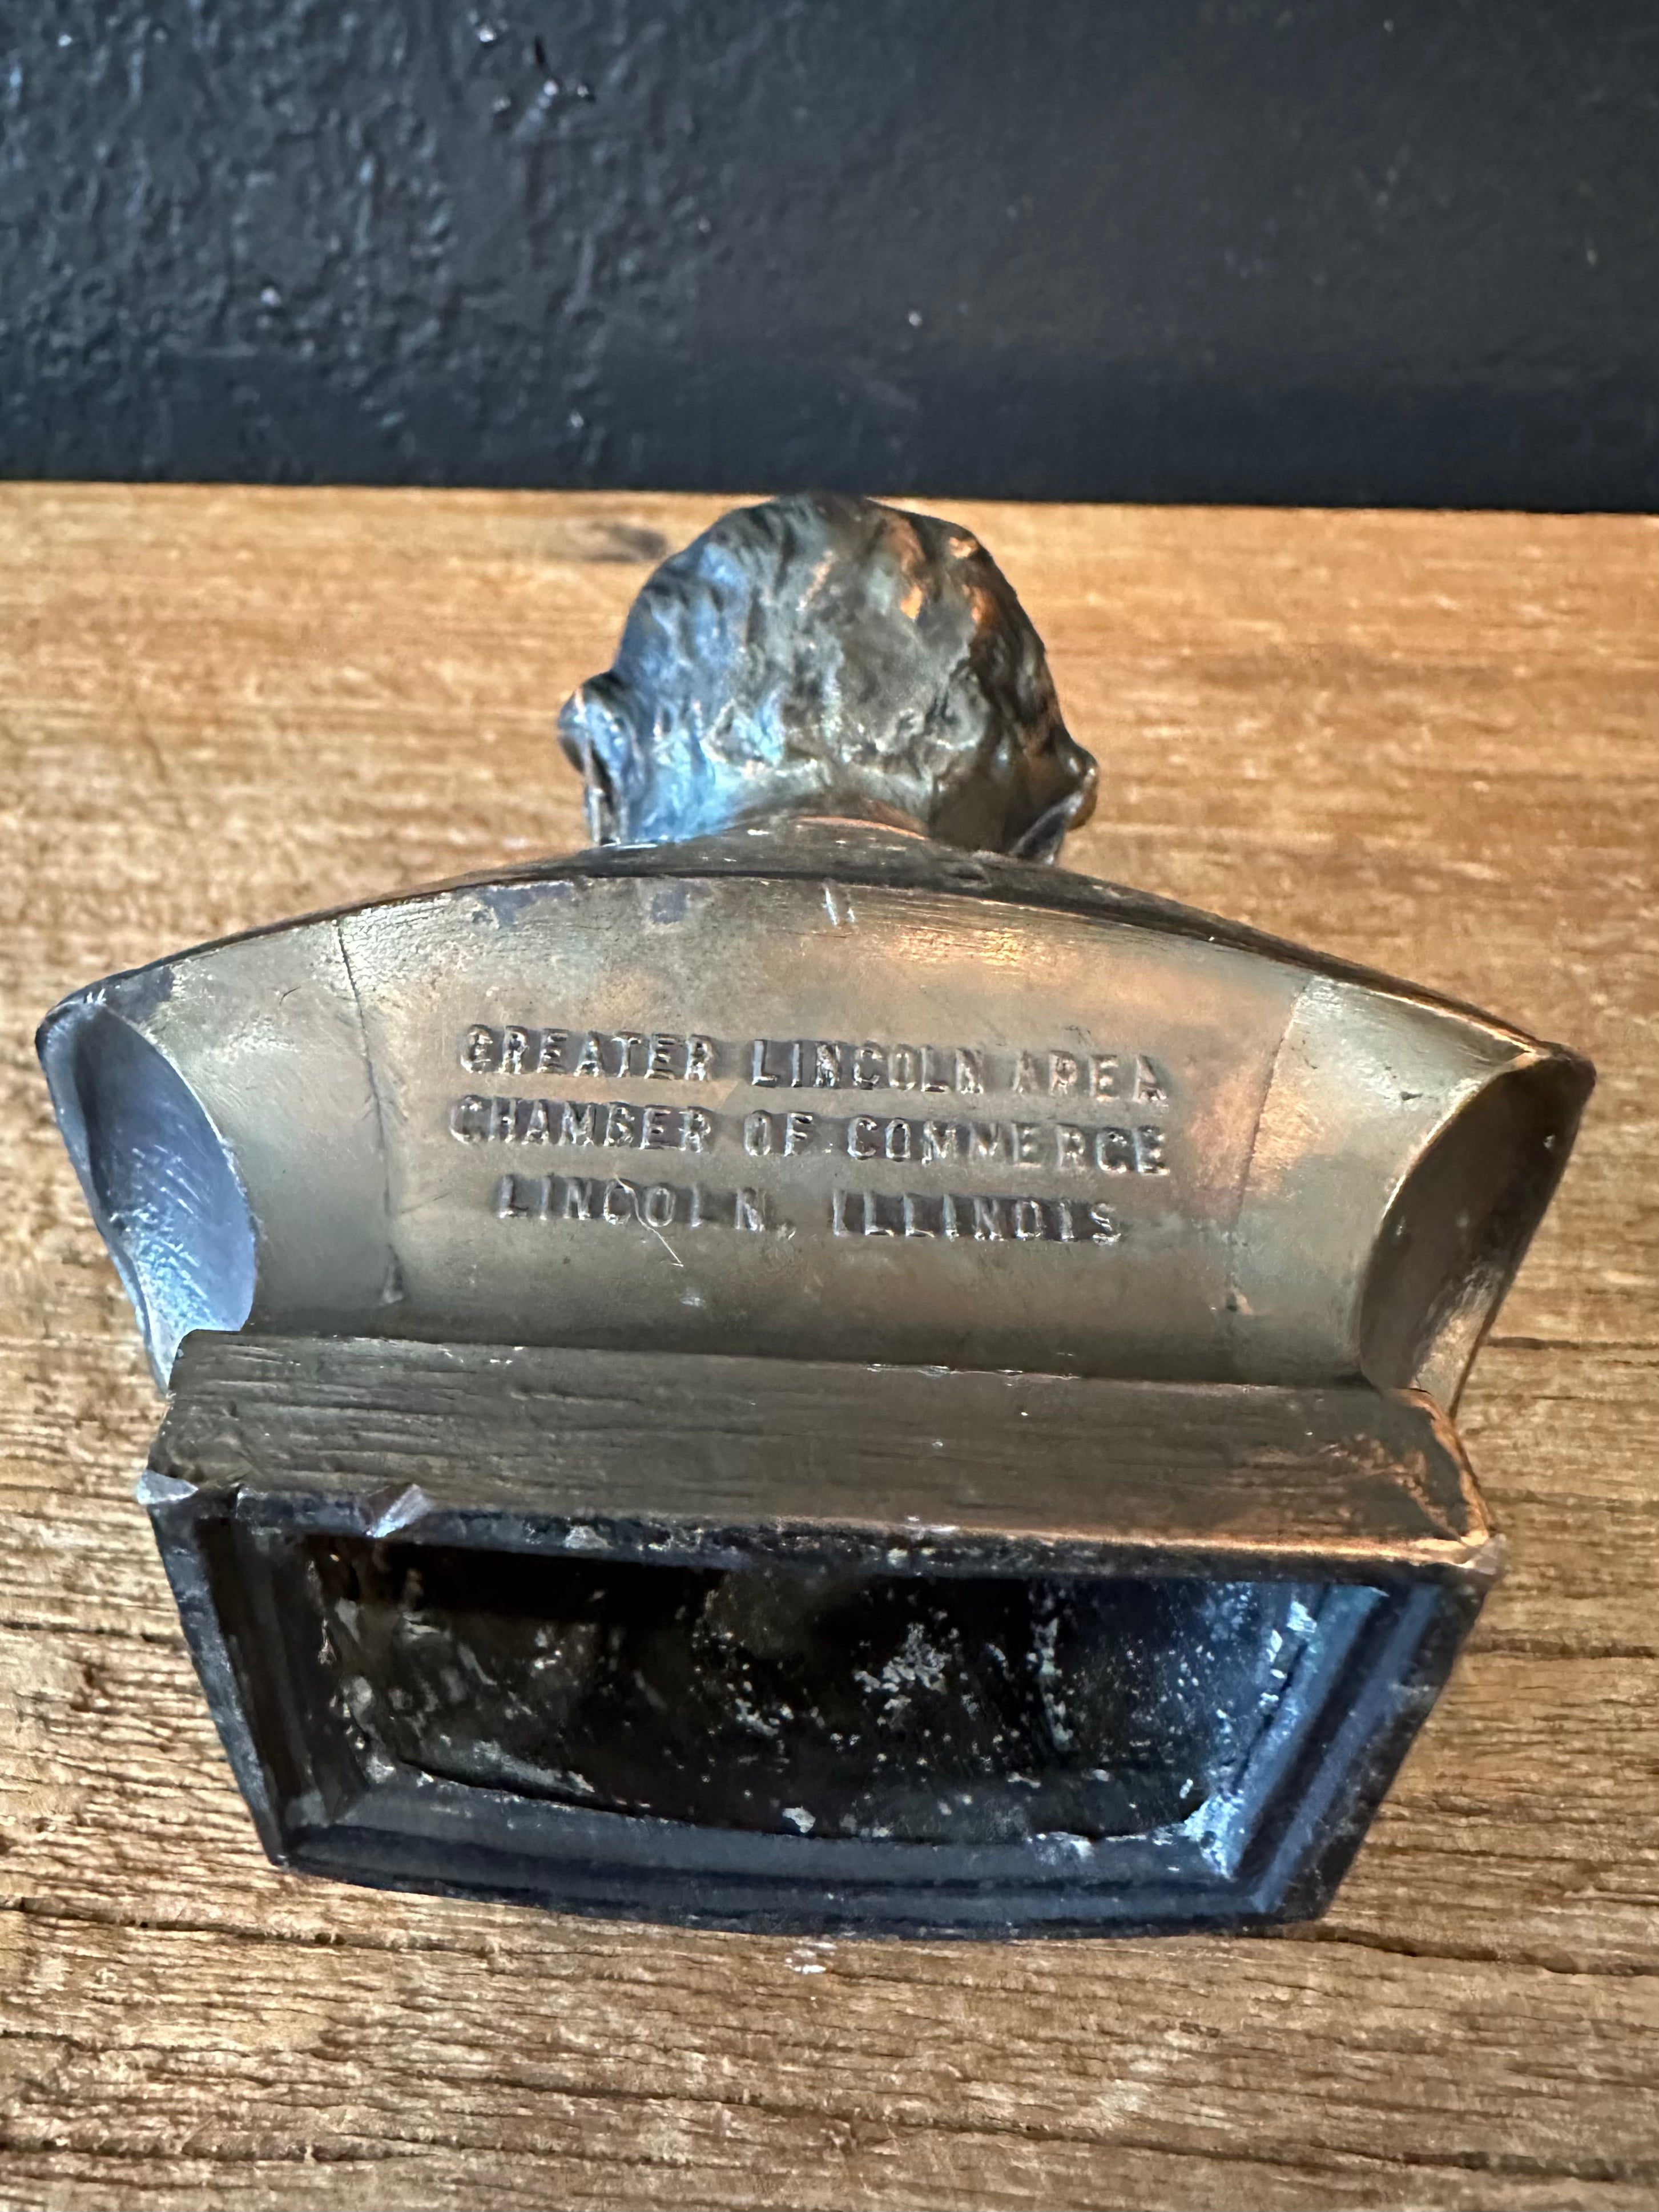 GREATER LINCOLN AREA
CHAMBER OF COMMERCE
LINCOLN, ILLINOIS